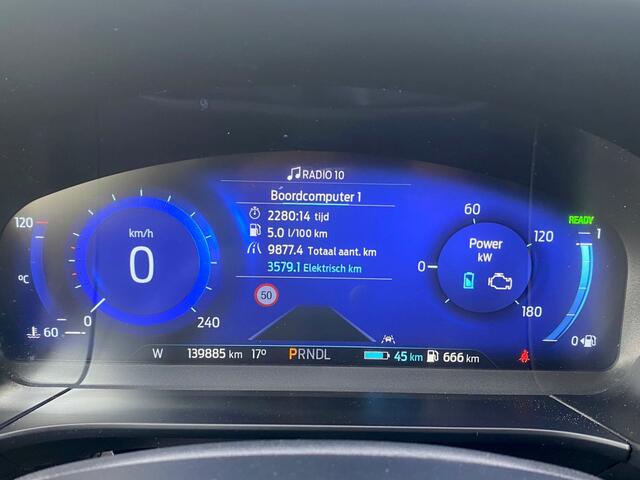 RADIO 10
Boordcomputer 1
2280:14 tijd
5.0 l/100 km
9877.4 Totaal aant. km
3579.1 Elektrisch km
50
120
°C
60
km/h
0
0
240
READY
60
Power
kW
0
120
180
1
0
W 139885 km 17° PRNDL 45 km 666 km